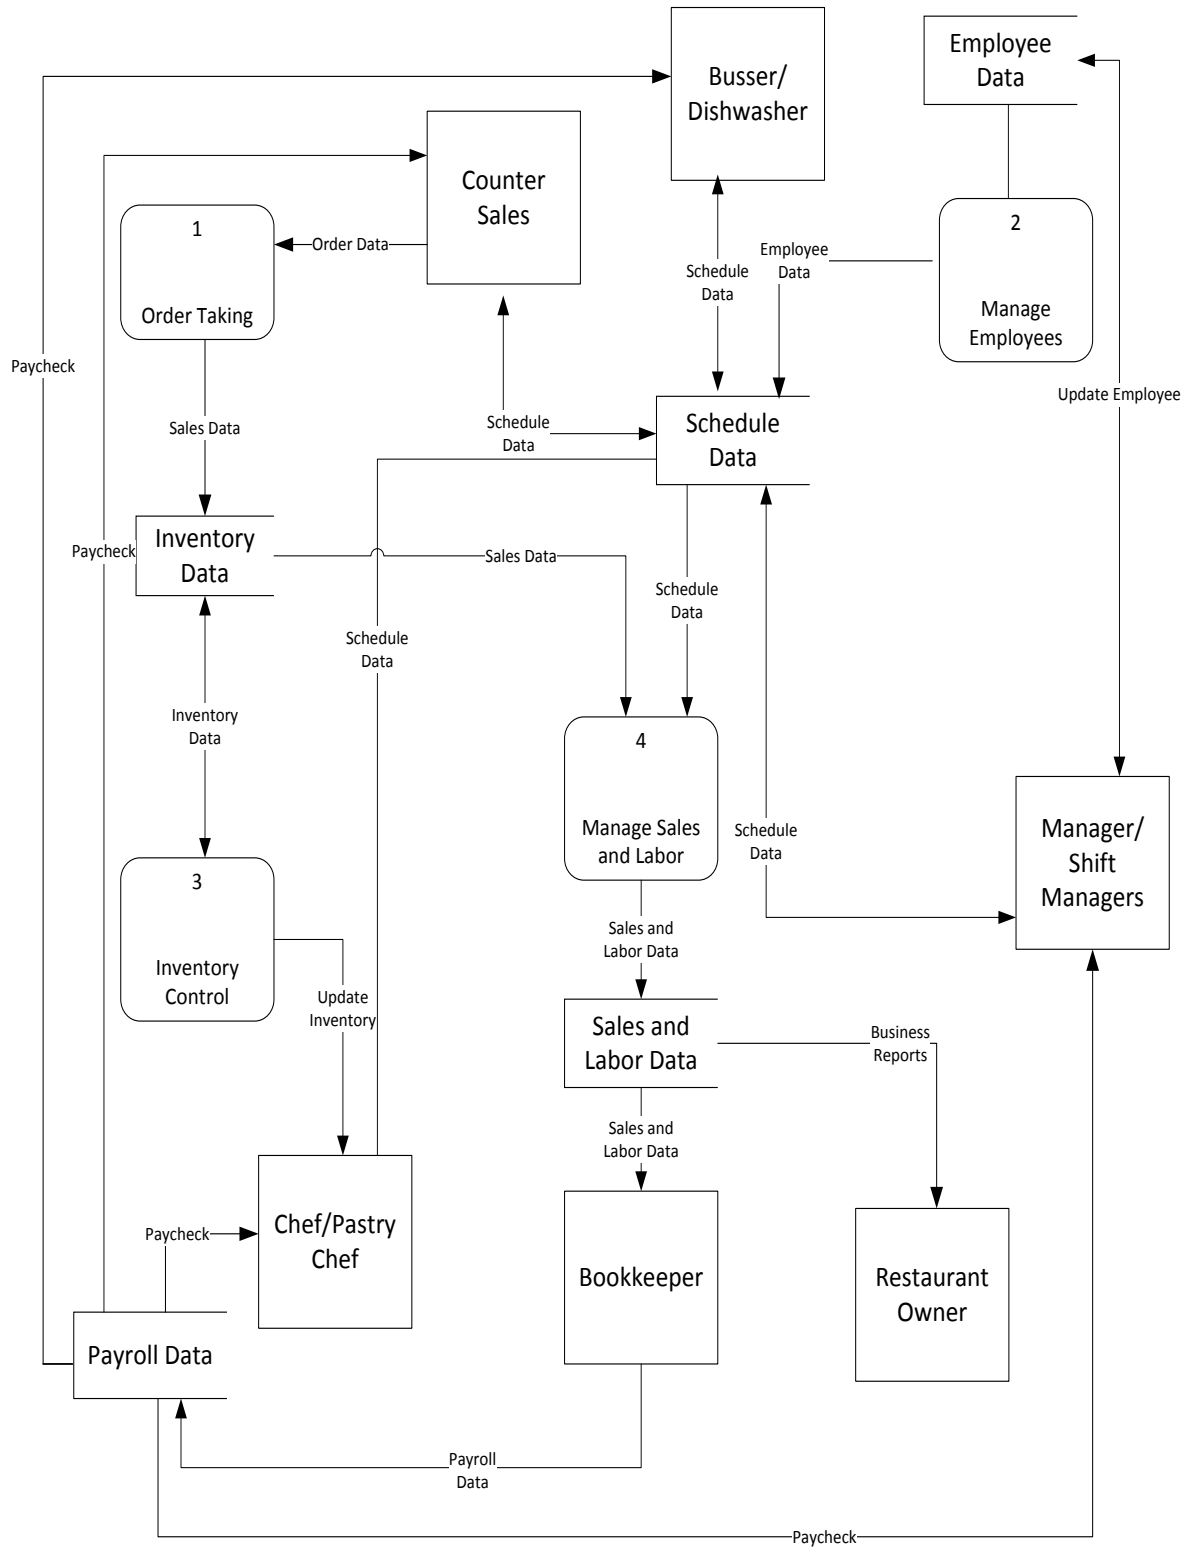 Busser/
Dishwasher
Employee
Data
Counter
Sales
1
Order Taking
Order Data
2
Manage
Employees
Employee
Data
Schedule
Data
Paycheck
Update Employee
Sales Data
Schedule
Data
Schedule
Data
Paycheck
Inventory
Data
Sales Data
Schedule
Data
Schedule
Data
Inventory
Data
4
Manage Sales
and Labor
Schedule
Data
Manager/
Shift
Managers
3
Inventory
Control
Sales and
Labor Data
Update
Inventory
Sales and
Labor Data
Business
Reports
Sales and
Labor Data
Paycheck
Chef/Pastry
Chef
Bookkeeper
Restaurant
Owner
Payroll Data
Payroll
Data
Paycheck